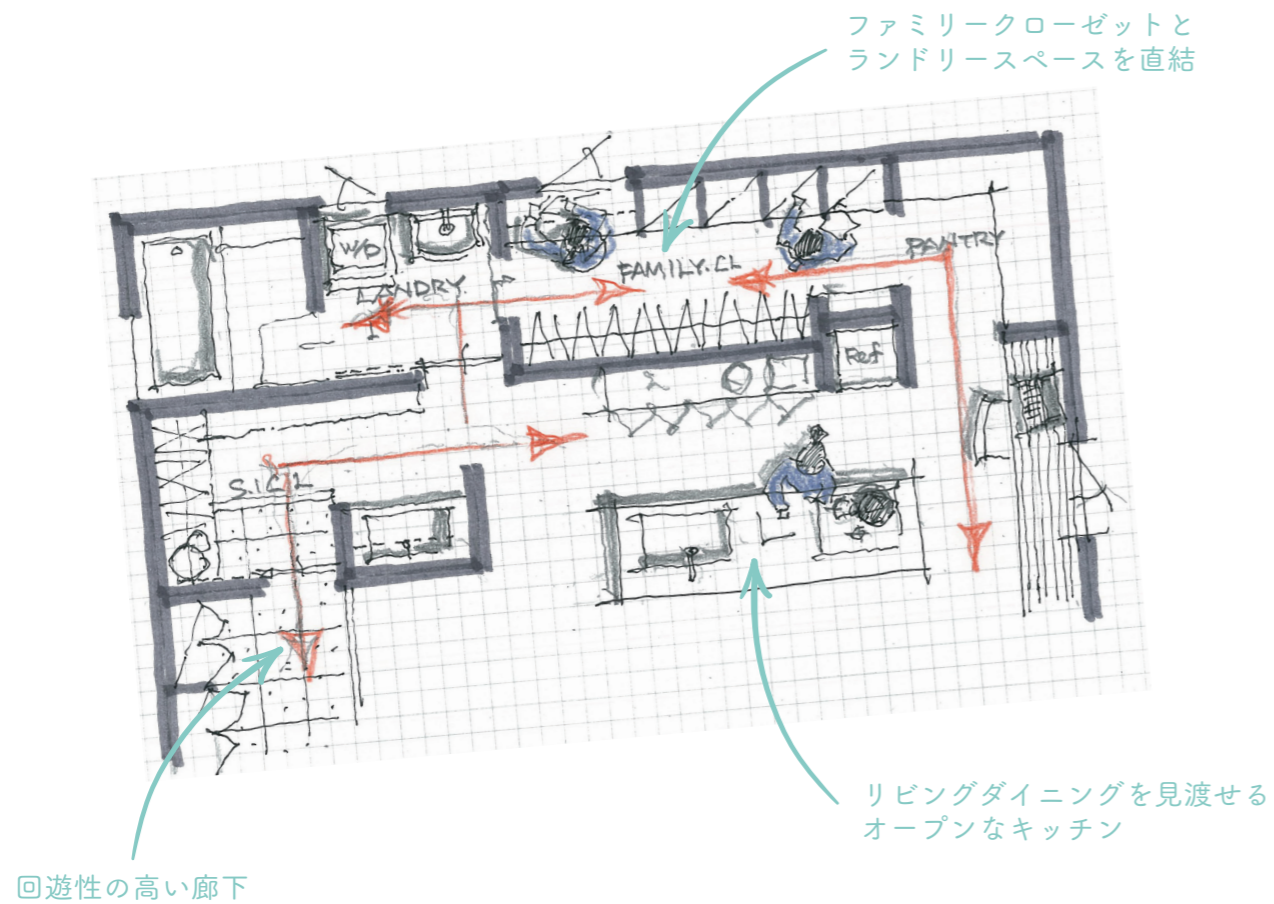 ファミリークローゼットと
ランドリースペースを直結
W/D
LANDRY
FAMILY.CL
PANTRY
Ref
S.I.C/L
リビングダイニングを見渡せる
オープンなキッチン
回遊性の高い廊下